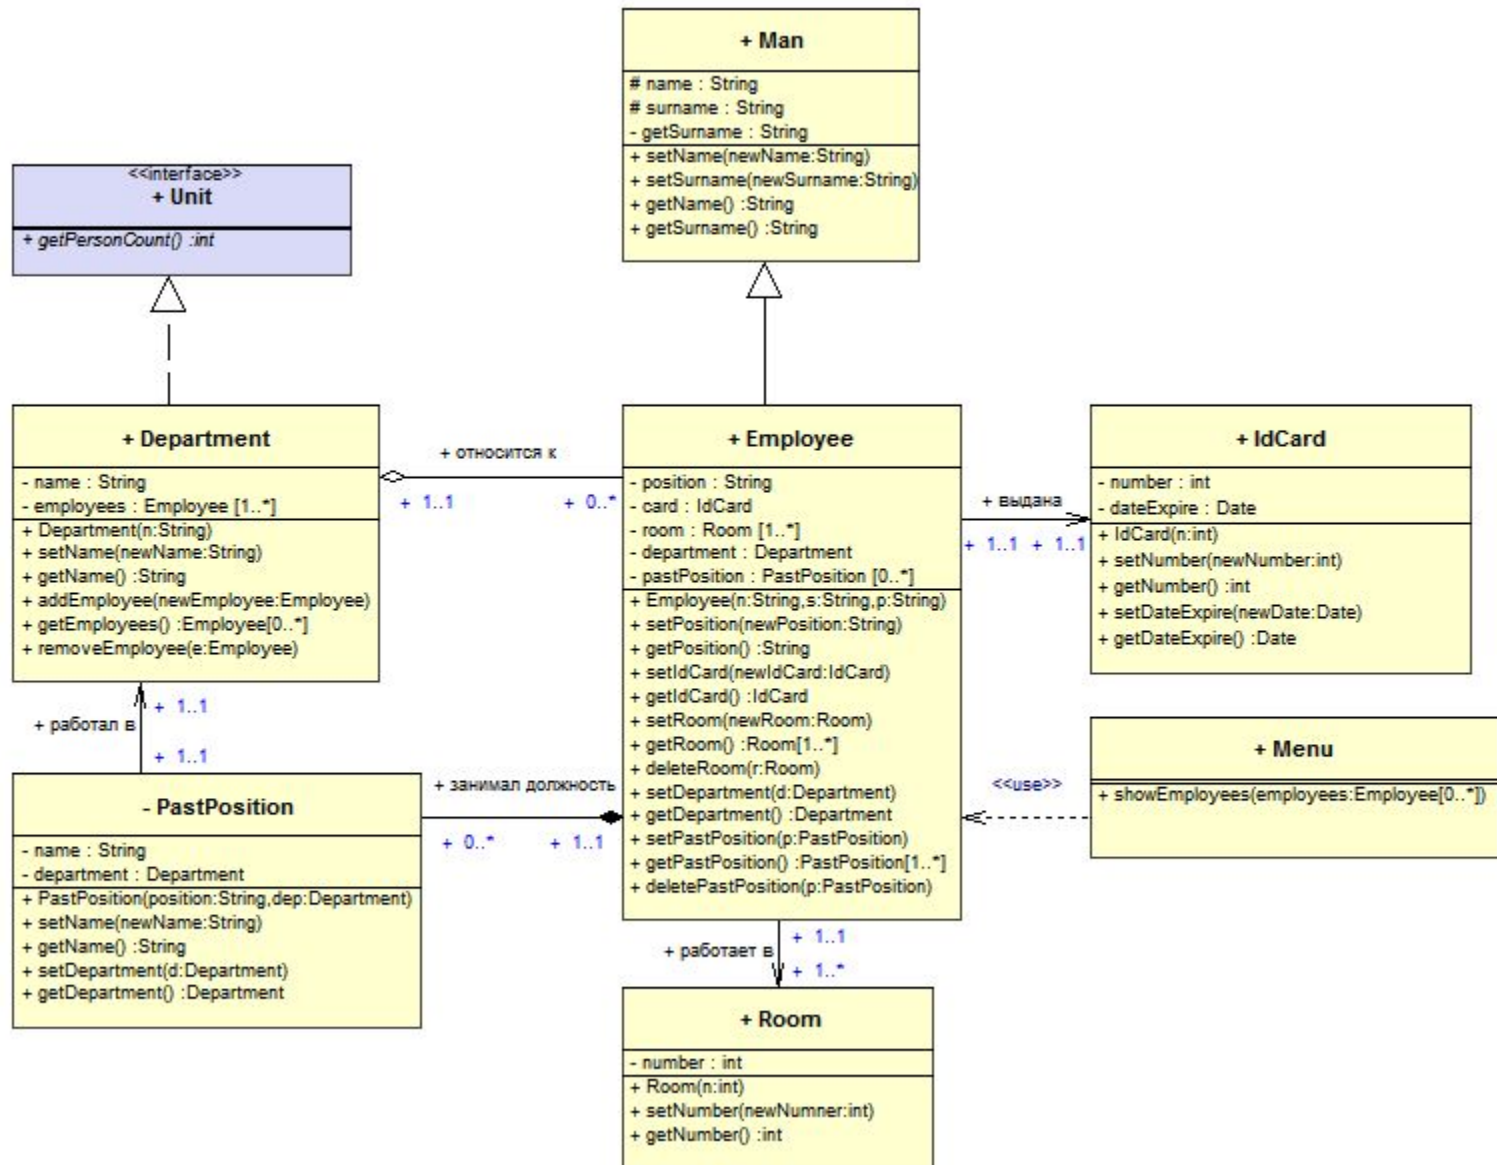 + Man
# name : String
# surname : String
- getSurname : String
+ setName(newName:String)
+ setSurname(newSurname:String)
+ getName() :String
+ getSurname() :String
<<interface>>
+ Unit
+ getPersonCount() :int
+ Department
- name : String
- employees : Employee [1..*]
+ Department(n:String)
+ setName(newName:String)
+ getName() :String
+ addEmployee(newEmployee:Employee)
+ getEmployees() :Employee[0..*]
+ removeEmployee(e:Employee)
+ относится к
+ 1..1
+ 0..*
+ Employee
- position : String
- card : IdCard
- room : Room [1..*]
- department : Department
- pastPosition : PastPosition [0..*]
+ Employee(n:String,s:String,p:String)
+ setPosition(newPosition:String)
+ getPosition() :String
+ setIdCard(newIdCard:IdCard)
+ getIdCard() :IdCard
+ setRoom(newRoom:Room)
+ getRoom() :Room[1..*]
+ deleteRoom(r:Room)
+ setDepartment(d:Department)
+ getDepartment() :Department
+ setPastPosition(p:PastPosition)
+ getPastPosition() :PastPosition[1..*]
+ deletePastPosition(p:PastPosition)
+ выдана
+ 1..1 + 1..1
+ IdCard
- number : int
- dateExpire : Date
+ IdCard(n:int)
+ setNumber(newNumber:int)
+ getNumber() :int
+ setDateExpire(newDate:Date)
+ getDateExpire() :Date
+ 1..1
+ работал в
+ 1..1
- PastPosition
- name : String
- department : Department
+ PastPosition(position:String,dep:Department)
+ setName(newName:String)
+ getName() :String
+ setDepartment(d:Department)
+ getDepartment() :Department
+ занимал должность
+ 0..*
+ 1..1
<<use>>
+ Menu
+ showEmployees(employees:Employee[0..*])
+ 1..1
+ работает в
+ 1..*
+ Room
- number : int
+ Room(n:int)
+ setNumber(newNumner:int)
+ getNumber() :int